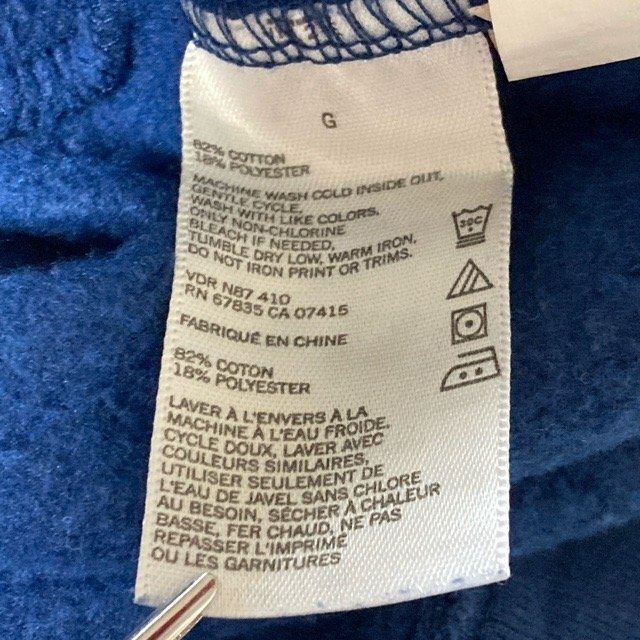 G
82% COTTON
18% POLYESTER
MACHINE WASH COLD INSIDE OUT,
GENTLE CYCLE.
WASH WITH LIKE COLORS.
ONLY NON-CHLORINE
BLEACH IF NEEDED.
TUMBLE DRY LOW, WARM IRON.
DO NOT IRON PRINT OR TRIMS.
VDR N87 410
RN 67835 CA 07415
FABRIQUÉ EN CHINE
82% COTTON
18% POLYESTER
LAVER À L'ENVERS À LA
MACHINE À L'EAU FROIDE.
CYCLE DOUX, LAVER AVEC
COULEURS SIMILAIRES.
UTILISER SEULEMENT DE
L'EAU DE JAVEL SANS CHLORE
AU BESOIN. SÉCHER À CHALEUR
BASSE, FER CHAUD, NE PAS
REPASSER L'IMPRIMÉ
OU LES GARNITURES